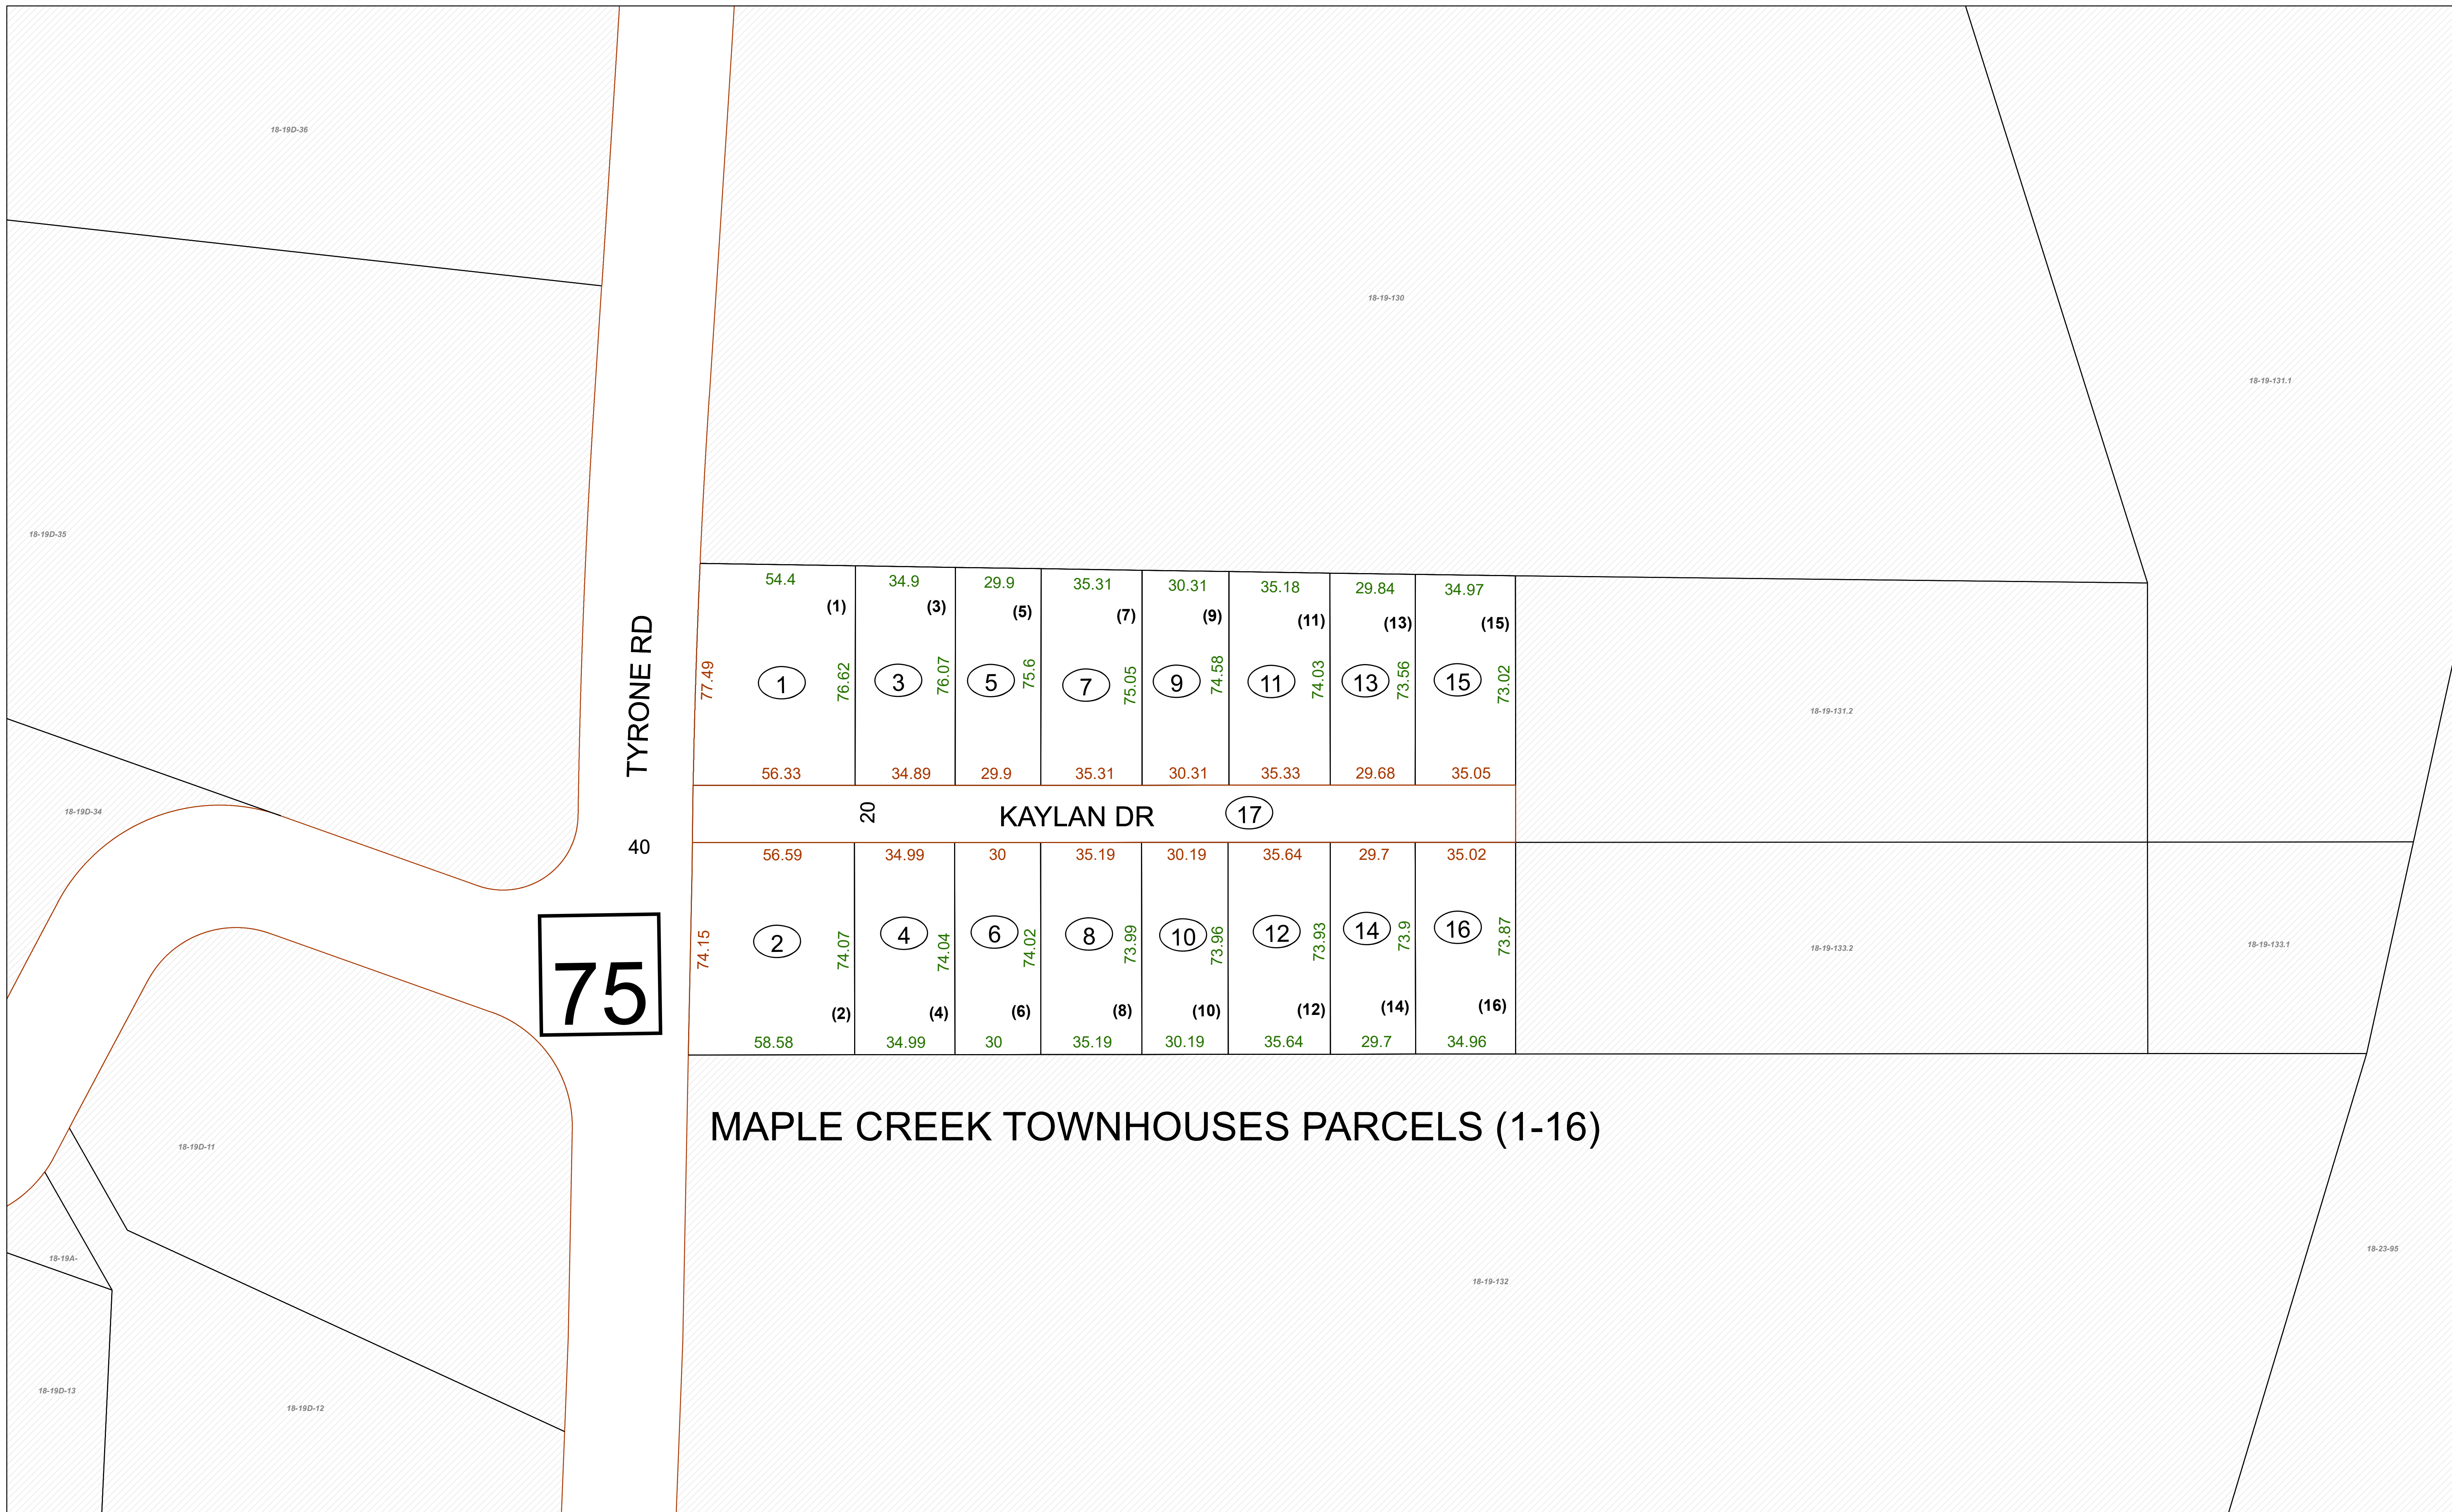 18-19D-36
18-19-130
18-19-131.1
18-19D-35
54.4 34.9 29.9 35.31 30.31 35.18 29.84 34.97
(1) (3) (5) (7) (9) (11) (13) (15)
TYRONE RD
77.49 1 76.62 3 76.07 5 75.6 7 75.05 9 74.58 11 74.03 13 73.56 15 73.02
18-19-131.2
56.33 34.89 29.9 35.31 30.31 35.33 29.68 35.05
18-19D-34
20 KAYLAN DR 17
40
56.59 34.99 30 35.19 30.19 35.64 29.7 35.02
74.15 2 74.07 4 74.04 6 74.02 8 73.99 10 73.96 12 73.93 14 73.9 16 73.87
18-19-133.2
18-19-133.1
75
(2) (4) (6) (8) (10) (12) (14) (16)
58.58 34.99 30 35.19 30.19 35.64 29.7 34.96
MAPLE CREEK TOWNHOUSES PARCELS (1-16)
18-19D-11
18-19A-
18-23-95
18-19-132
18-19D-13
18-19D-12